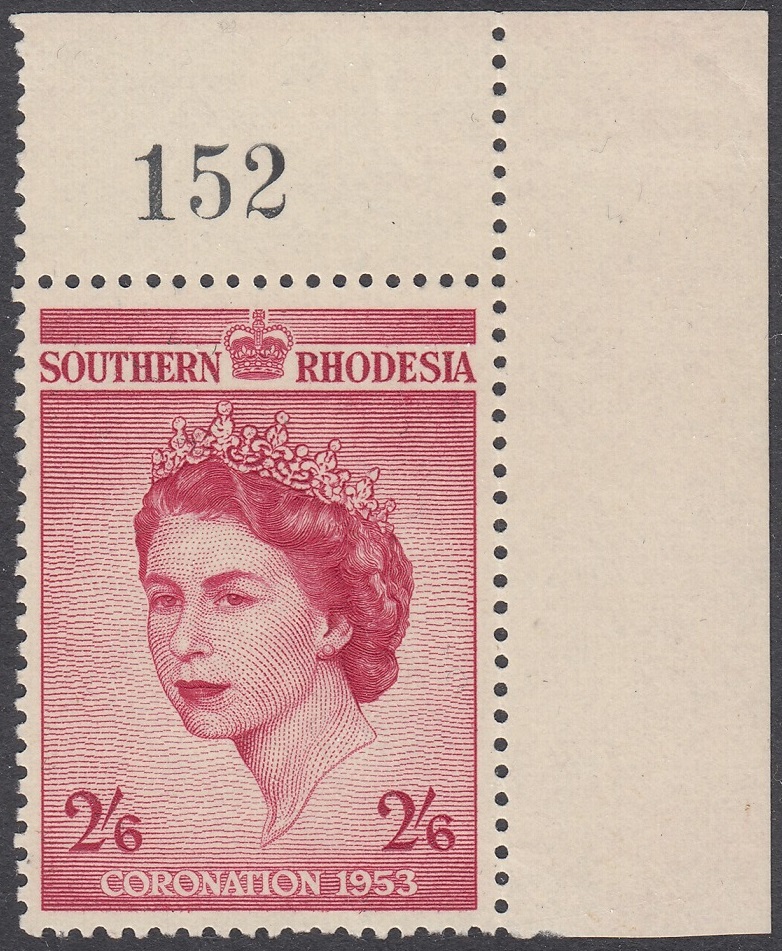 152
SOUTHERN RHODESIA
2/6 2/6
CORONATION 1953